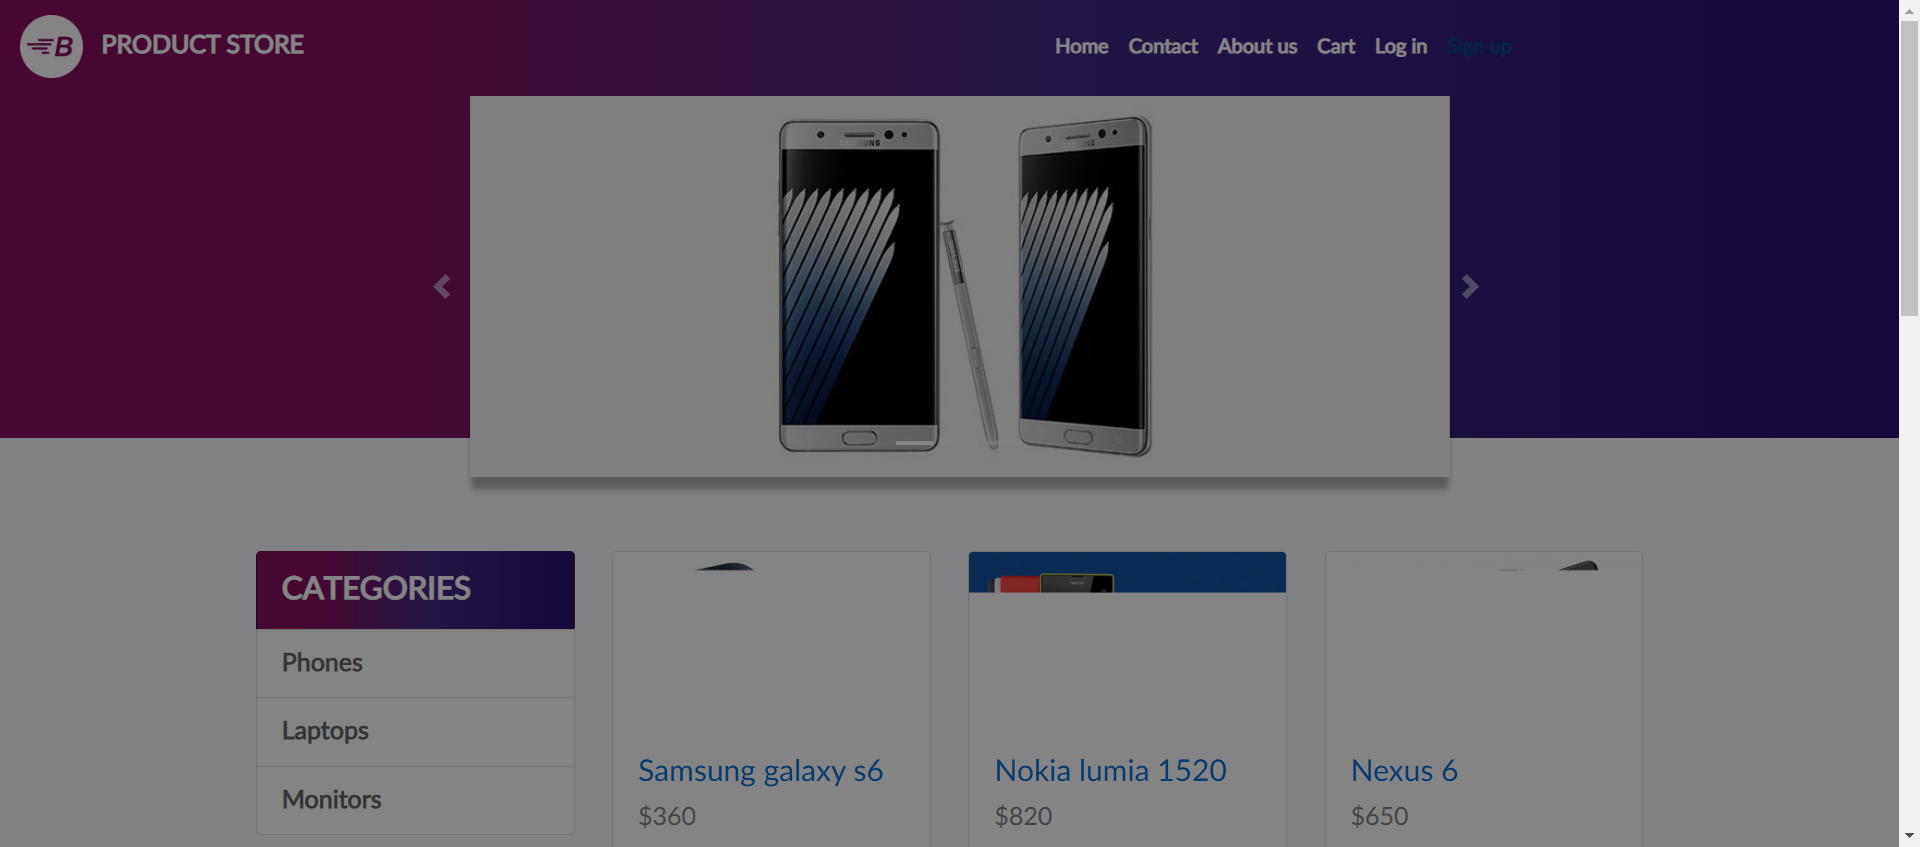 B PRODUCT STORE
Home Contact About us Cart Log in Sign up
SAMSUNG
CATEGORIES
Phones
Laptops
Monitors
Samsung galaxy s6
$360
Nokia lumia 1520
$820
Nexus 6
$650